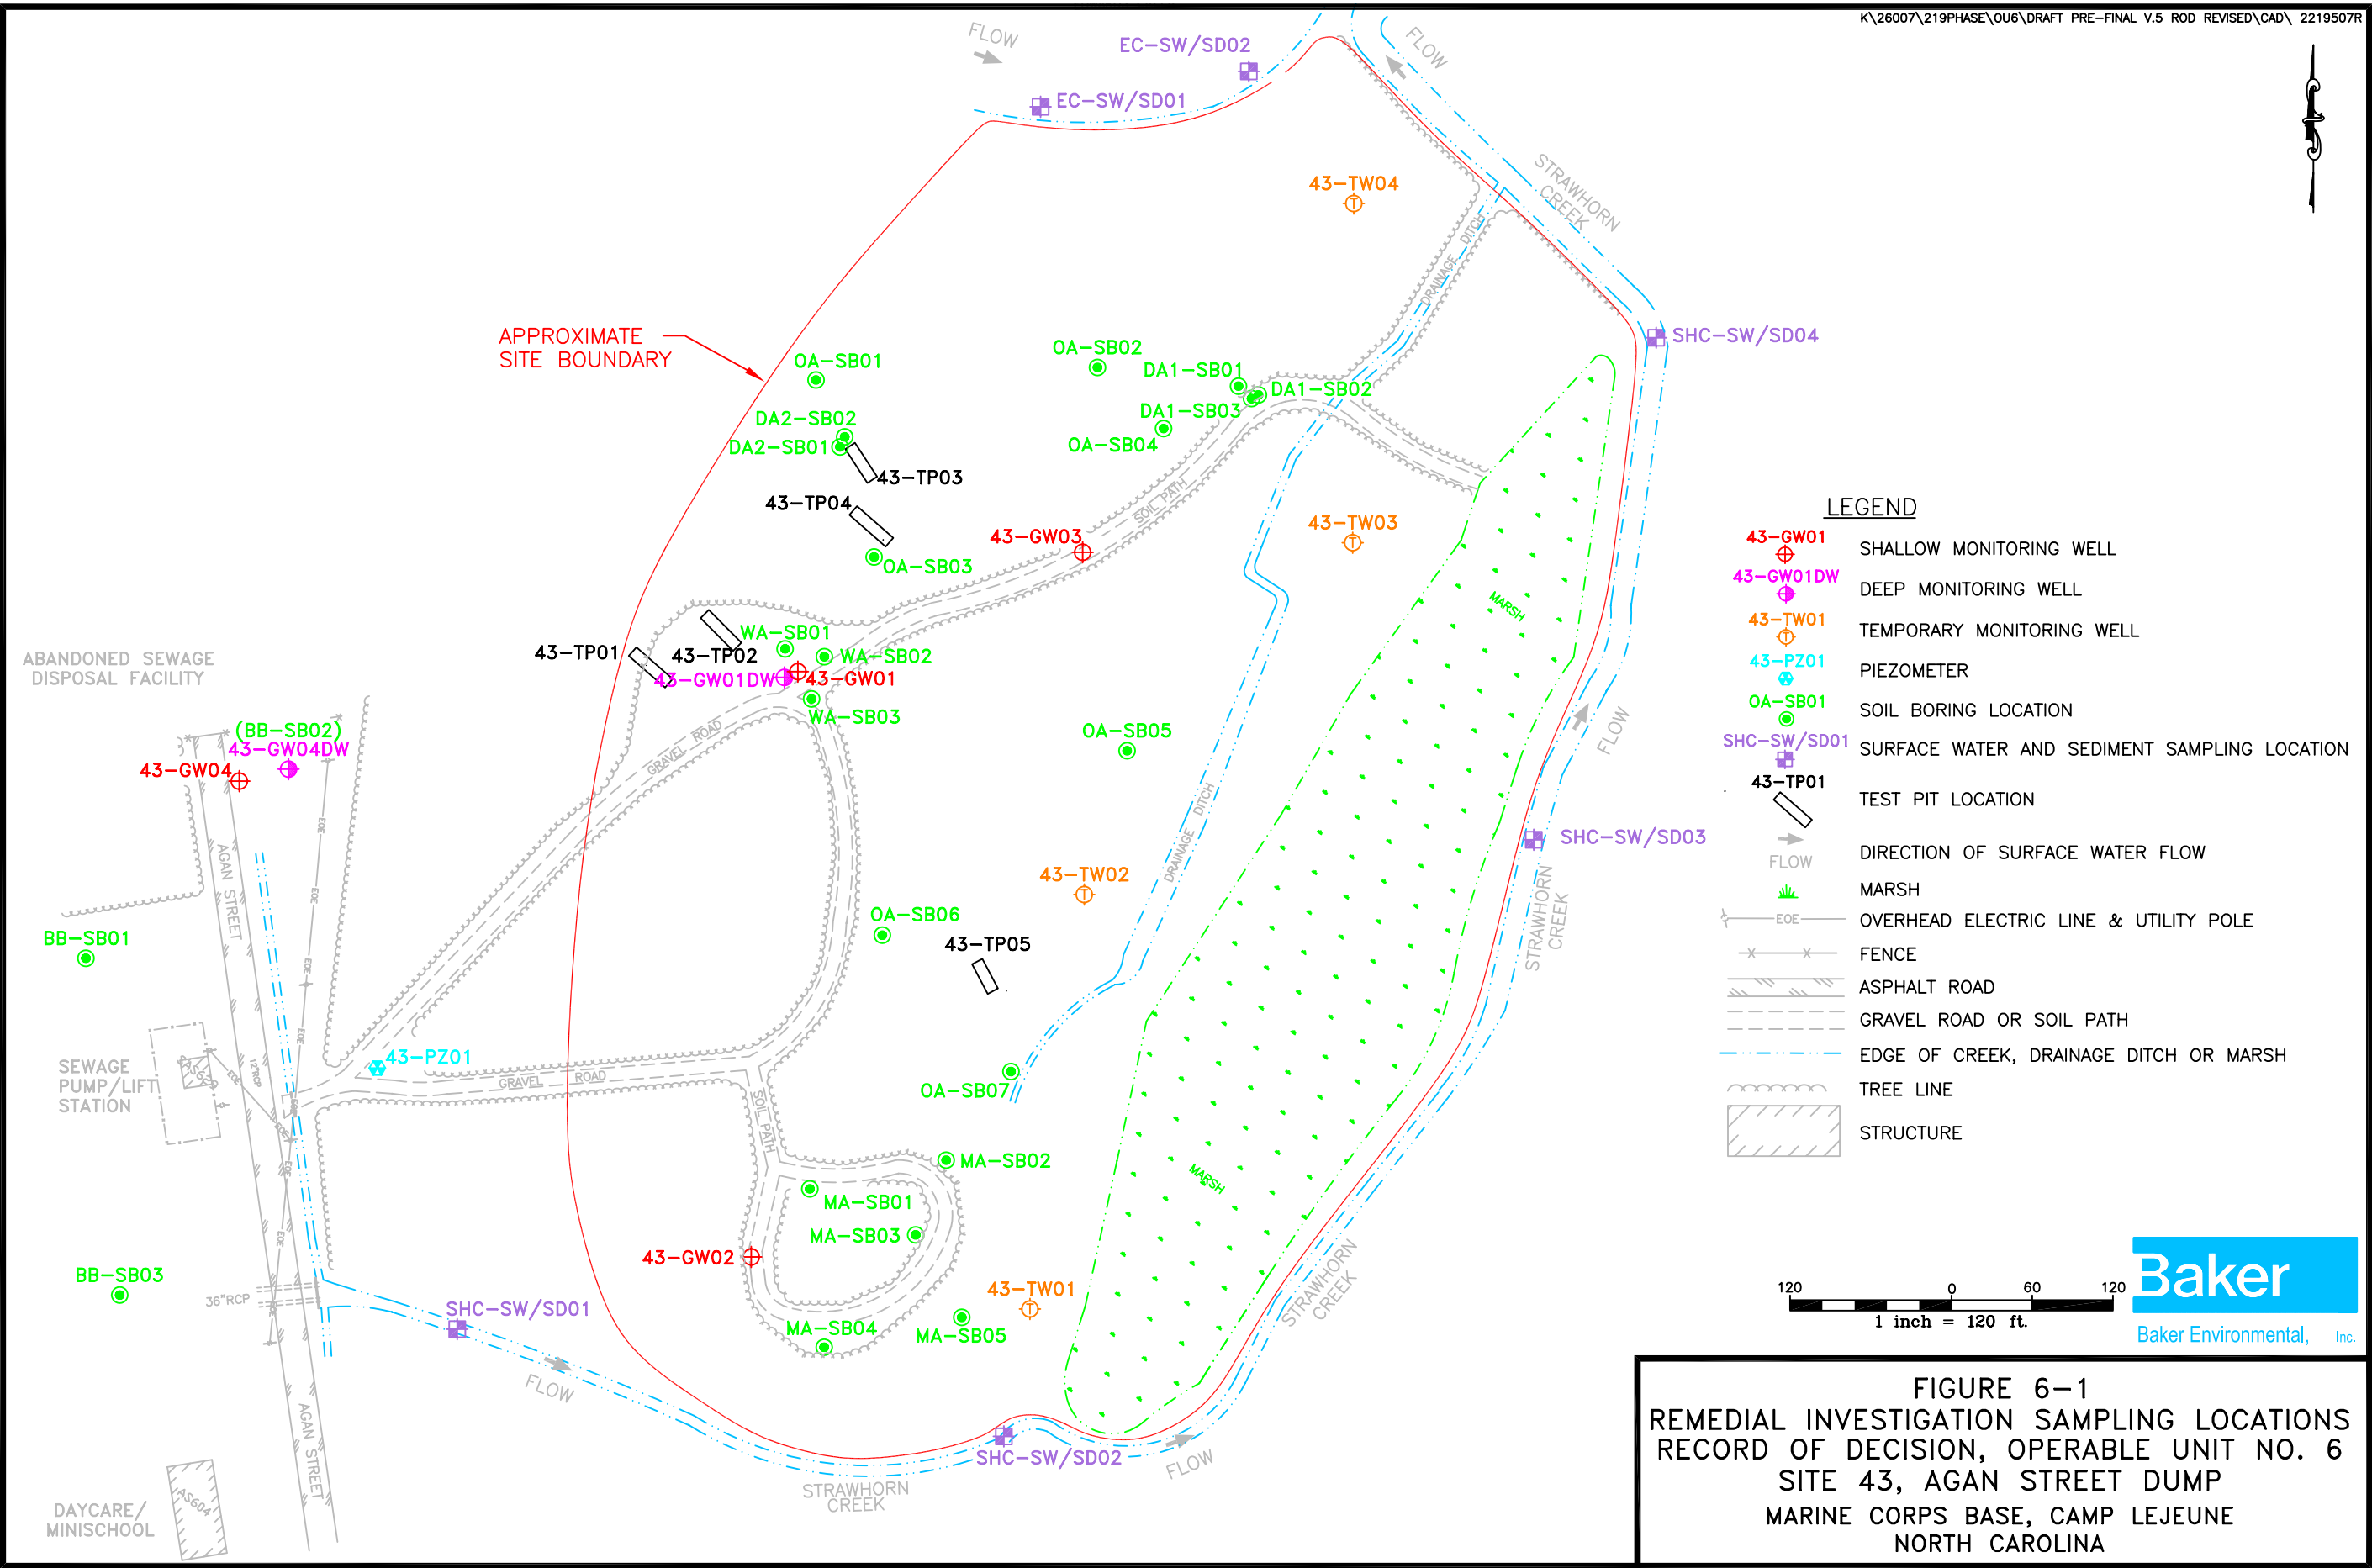 K\26007\219PHASE\OU6\DRAFT PRE-FINAL V.5 ROD REVISED\CAD\ 2219507R
FLOW
EC-SW/SD02
FLOW
EC-SW/SD01
43-TW04
STRAWHORN
CREEK
DRAINAGE DITCH
APPROXIMATE
SITE BOUNDARY
SHC-SW/SD04
OA-SB01
OA-SB02
DA1-SB01
DA1-SB02
DA1-SB03
DA2-SB02
DA2-SB01
OA-SB04
43-TP03
43-TP04
SOIL PATH
43-GW03
43-TW03
OA-SB03
MARSH
WA-SB01
43-TP01
43-TP02
WA-SB02
43-GW01DW
43-GW01
WA-SB03
ABANDONED SEWAGE
DISPOSAL FACILITY
(BB-SB02)
43-GW04DW
43-GW04
GRAVEL ROAD
OA-SB05
FLOW
EOE
DRAINAGE DITCH
SHC-SW/SD03
AGAN STREET
EOE
43-TW02
OA-SB06
43-TP05
STRAWHORN
CREEK
BB-SB01
EOE
EOE
43-PZ01
SEWAGE
PUMP/LIFT
STATION
AS620
EOE
12"RCP
GRAVEL ROAD
OA-SB07
SOIL PATH
EOE
EOE
MA-SB02
MARSH
MA-SB01
MA-SB03
EOE
43-GW02
BB-SB03
36"RCP
STRAWHORN
CREEK
SHC-SW/SD01
43-TW01
MA-SB04
MA-SB05
FLOW
AGAN STREET
SHC-SW/SD02
FLOW
STRAWHORN
CREEK
DAYCARE/
MINISCHOOL
AS604
LEGEND
43-GW01
SHALLOW MONITORING WELL
43-GW01DW
DEEP MONITORING WELL
43-TW01
TEMPORARY MONITORING WELL
43-PZ01
PIEZOMETER
OA-SB01
SOIL BORING LOCATION
SHC-SW/SD01
SURFACE WATER AND SEDIMENT SAMPLING LOCATION
43-TP01
TEST PIT LOCATION
FLOW
DIRECTION OF SURFACE WATER FLOW
MARSH
EOE
OVERHEAD ELECTRIC LINE & UTILITY POLE
FENCE
ASPHALT ROAD
GRAVEL ROAD OR SOIL PATH
EDGE OF CREEK, DRAINAGE DITCH OR MARSH
TREE LINE
STRUCTURE
120 0 60 120
1 inch = 120 ft.
Baker
Baker Environmental, Inc.
FIGURE 6-1
REMEDIAL INVESTIGATION SAMPLING LOCATIONS
RECORD OF DECISION, OPERABLE UNIT NO. 6
SITE 43, AGAN STREET DUMP
MARINE CORPS BASE, CAMP LEJEUNE
NORTH CAROLINA